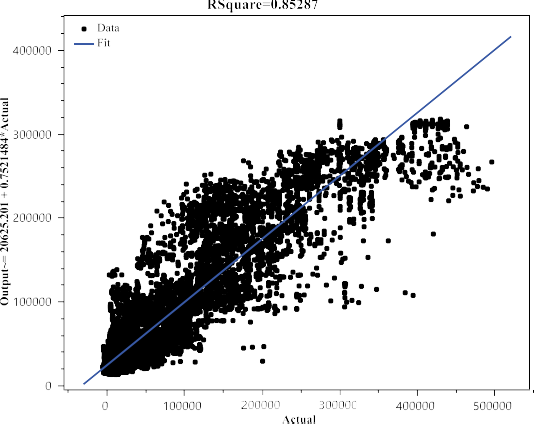 RSquare=0.85287
Data
Fit
400000
300000
200000
100000
0
Output~= 20625.201 + 0.7521484*Actual
0 100000 200000 300000 400000 500000
Actual